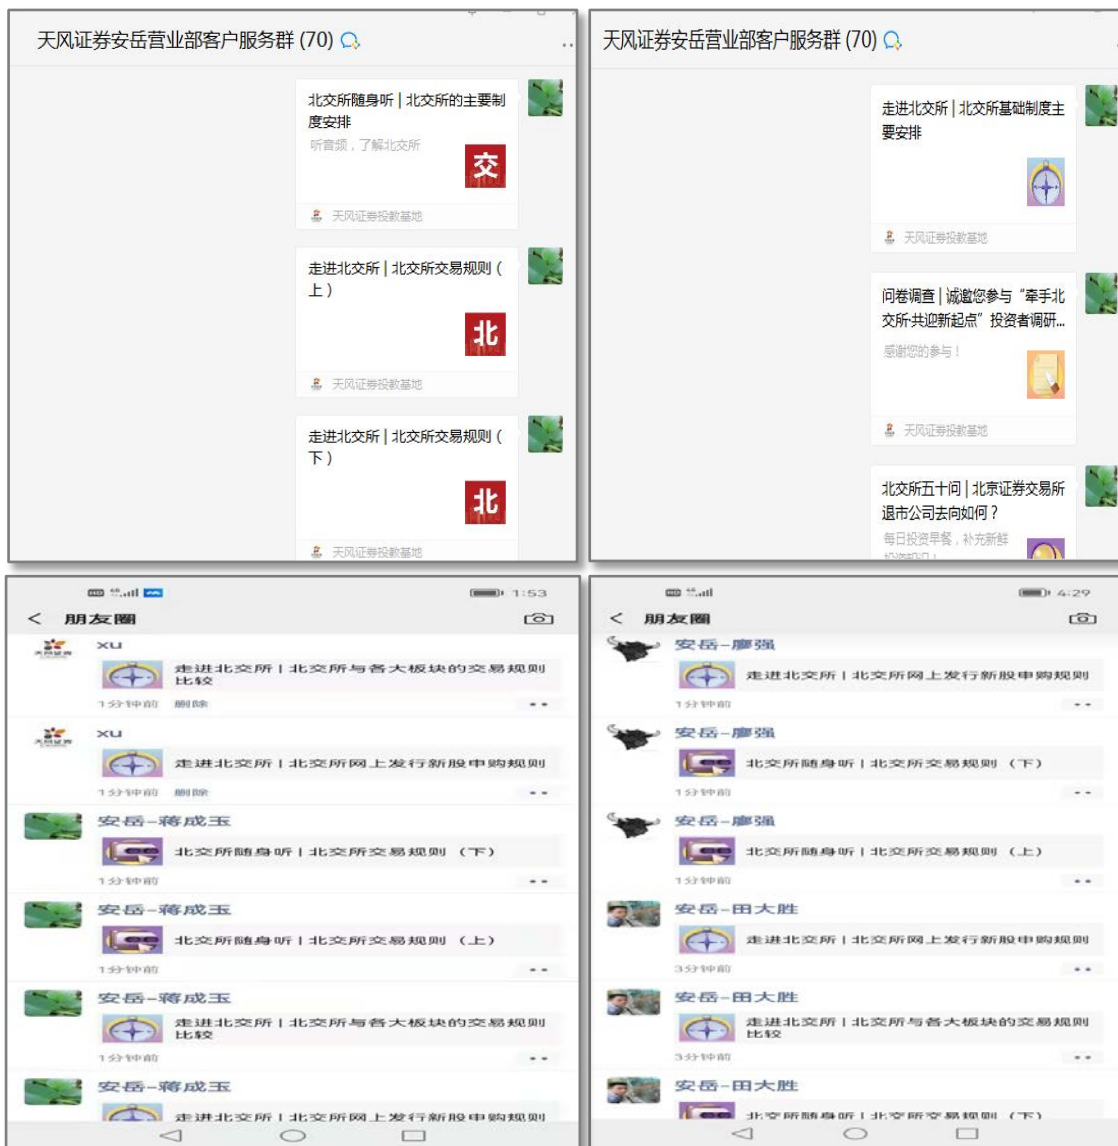 天风证券安岳营业部客户服务群 (70)
北交所随身听 | 北交所的主要制
度安排
听音频，了解北交所
交
天风证券投教基地
走进北交所 | 北交所交易规则（
上）
北
天风证券投教基地
走进北交所 | 北交所交易规则（
下）
北
天风证券投教基地
天风证券安岳营业部客户服务群 (70)
走进北交所 | 北交所基础制度主
要安排
天风证券投教基地
问卷调查 | 诚邀您参与“牵手北
交所·共迎新起点”投资者调研...
感谢您的参与！
天风证券投教基地
北交所五十问 | 北京证券交易所
退市公司去向如何？
每日投资早餐，补充新鲜
投资知识！
HD 1:53
朋友圈
xu
走进北交所 | 北交所与各大板块的交易规则
比较
1分钟前 删除
xu
走进北交所 | 北交所网上发行新股申购规则
1分钟前 删除
安岳-蒋成玉
北交所随身听 | 北交所交易规则（下）
1分钟前
安岳-蒋成玉
北交所随身听 | 北交所交易规则（上）
1分钟前
安岳-蒋成玉
走进北交所 | 北交所与各大板块的交易规则
比较
1分钟前
安岳-蒋成玉
走进北交所 | 北交所网上发行新股申购规则
HD 4:29
朋友圈
安岳-廖强
走进北交所 | 北交所网上发行新股申购规则
1分钟前
安岳-廖强
北交所随身听 | 北交所交易规则（下）
1分钟前
安岳-廖强
北交所随身听 | 北交所交易规则（上）
1分钟前
安岳-田大胜
走进北交所 | 北交所网上发行新股申购规则
3分钟前
安岳-田大胜
走进北交所 | 北交所与各大板块的交易规则
比较
3分钟前
安岳-田大胜
北交所随身听 | 北交所交易规则（下）